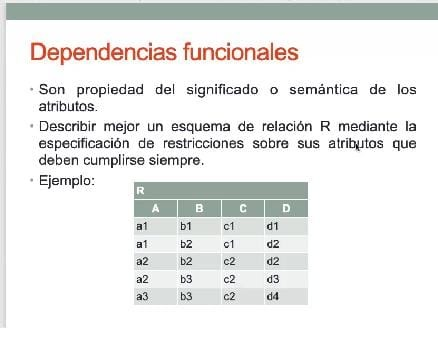 Dependencias funcionales
• Son propiedad del significado o semántica de los
atributos.
• Describir mejor un esquema de relación R mediante la
especificación de restricciones sobre sus atributos que
deben cumplirse siempre.
• Ejemplo:
R
A B C D
a1 b1 c1 d1
a1 b2 c1 d2
a2 b2 c2 d2
a2 b3 c2 d3
a3 b3 c2 d4